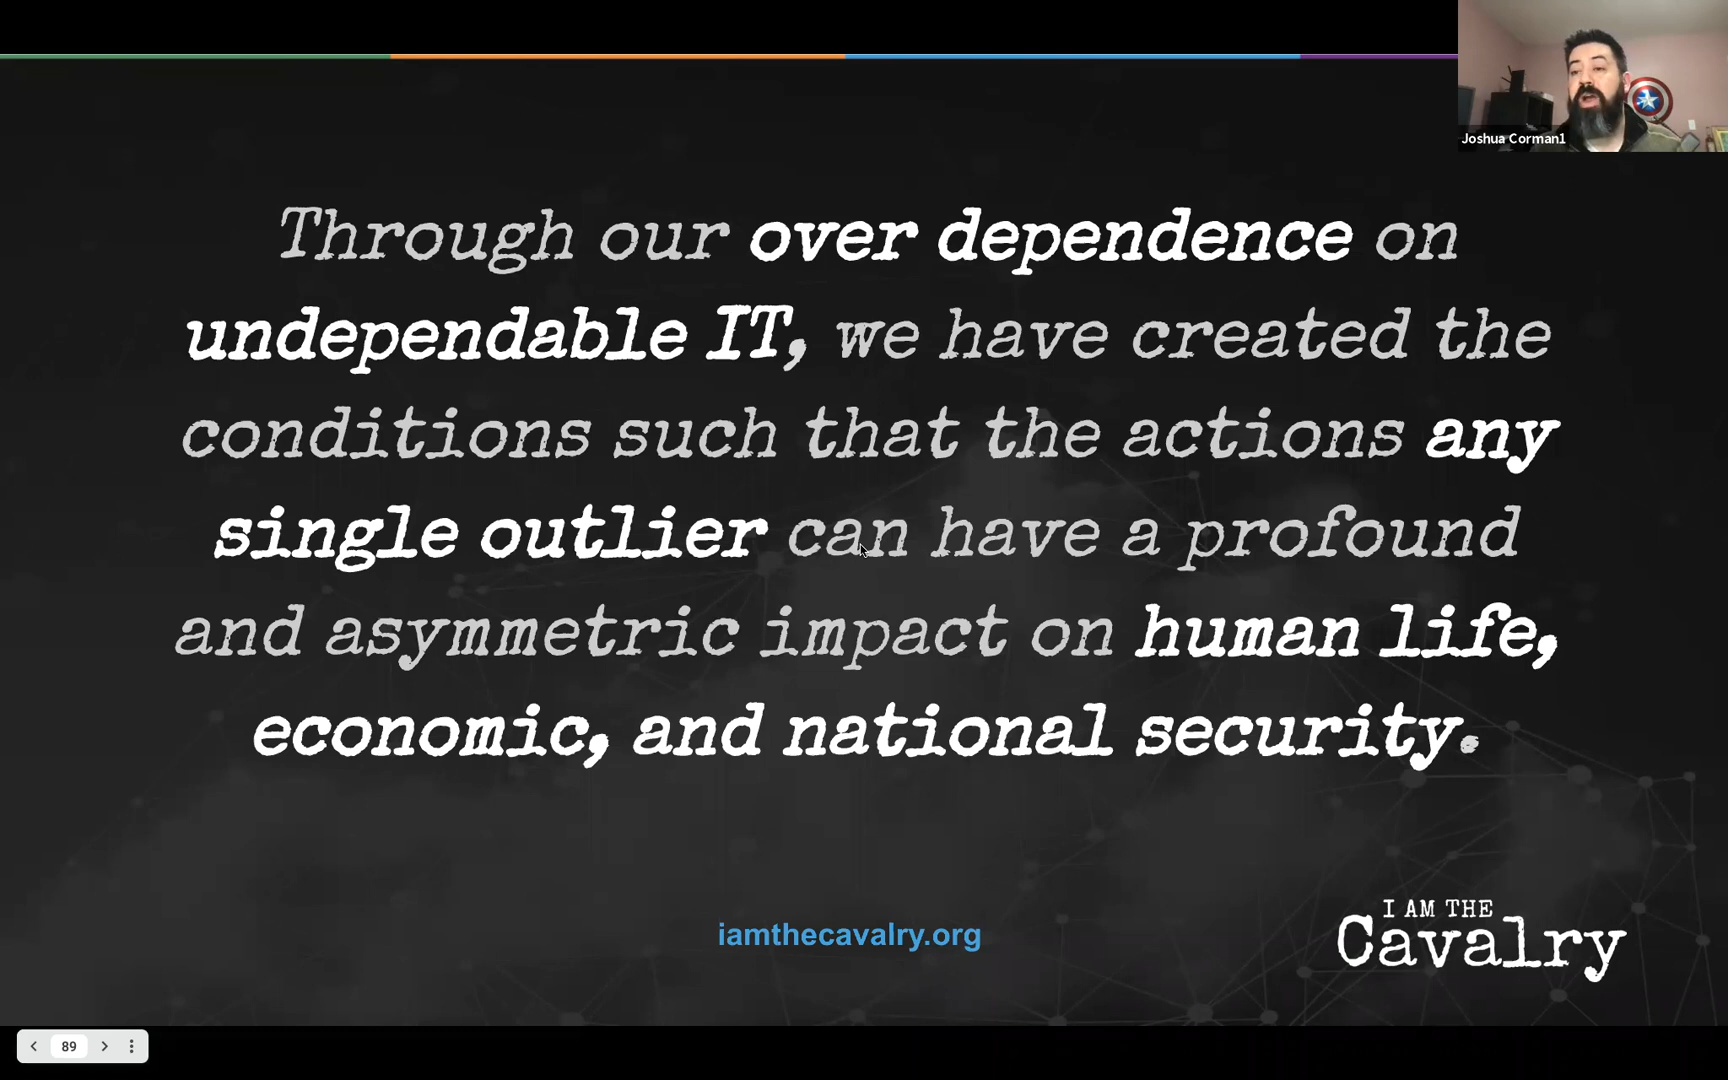 Joshua Corman1
Through our over dependence on
undependable IT, we have created the
conditions such that the actions any
single outlier can have a profound
and asymmetric impact on human life,
economic, and national security.
iamthecavalry.org
I AM THE
Cavalry
89